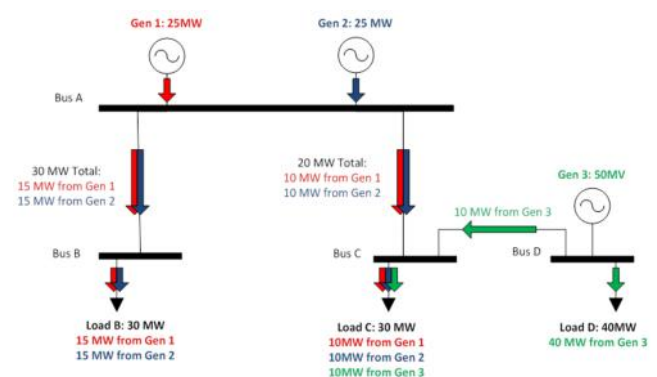 Gen 1: 25MW
Gen 2: 25 MW
Bus A
30 MW Total:
15 MW from Gen 1
15 MW from Gen 2
20 MW Total:
10 MW from Gen 1
10 MW from Gen 2
Gen 3: 50MV
10 MW from Gen 3
Bus B
Bus C
Bus D
Load B: 30 MW
15 MW from Gen 1
15 MW from Gen 2
Load C: 30 MW
10MW from Gen 1
10MW from Gen 2
10MW from Gen 3
Load D: 40MW
40 MW from Gen 3